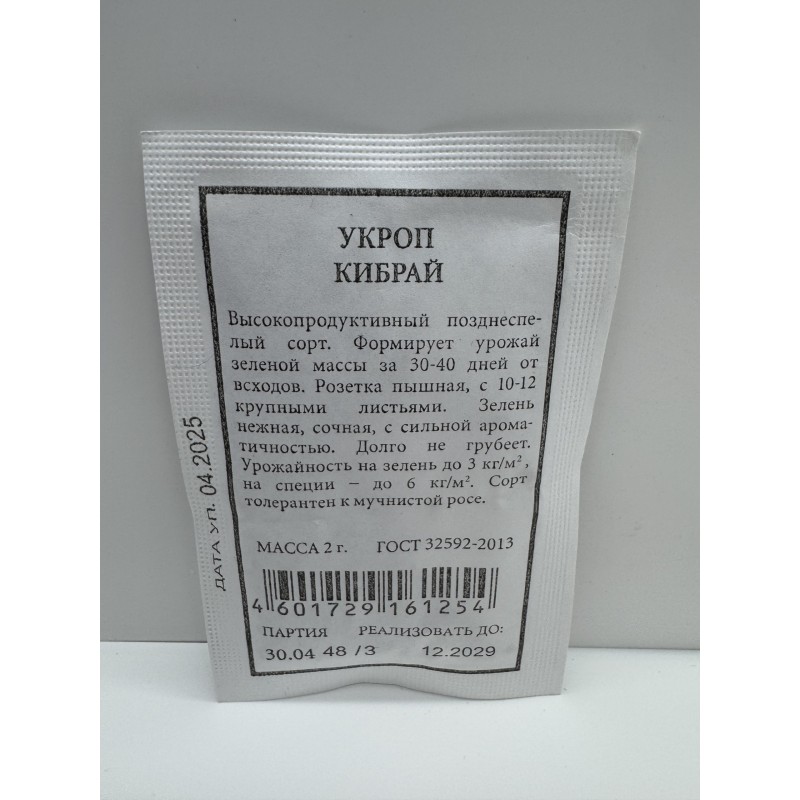 УКРОП
КИБРАЙ
Высокопродуктивный позднеспе-
лый сорт. Формирует урожай
зеленой массы за 30-40 дней от
всходов. Розетка пышная, с 10-12
крупными листьями. Зелень
нежная, сочная, с сильной арома-
тичностью. Долго не грубеет.
Урожайность на зелень до 3 кг/м²,
на специи – до 6 кг/м². Сорт
толерантен к мучнистой росе.
МАССА 2 г. ГОСТ 32592-2013
4 601729 161254
ПАРТИЯ РЕАЛИЗОВАТЬ ДО:
30.04 48 /3 12.2029
ДАТА УП. 04.2025